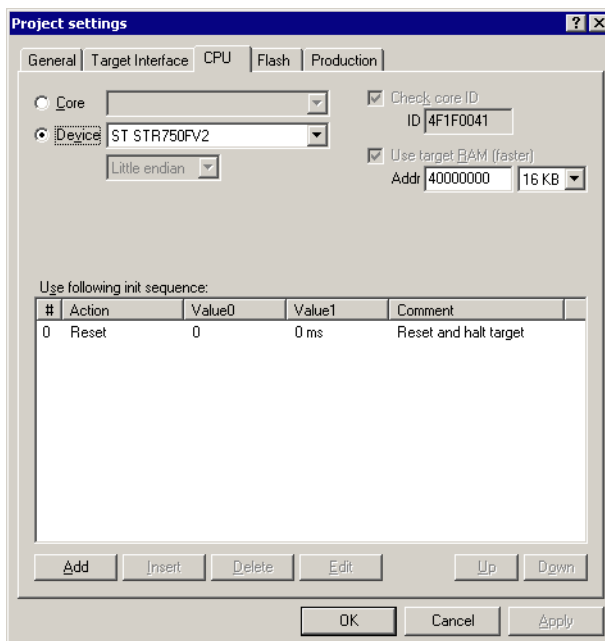 Project settings
General Target Interface CPU Flash Production
Core
Check core ID
ID 4F1F0041
Device ST STR750FV2
Little endian
Use target RAM (faster)
Addr 40000000 16 KB
Use following init sequence:
# Action Value0 Value1 Comment
0 Reset 0 0 ms Reset and halt target
Add Insert Delete Edit Up Down
OK Cancel Apply